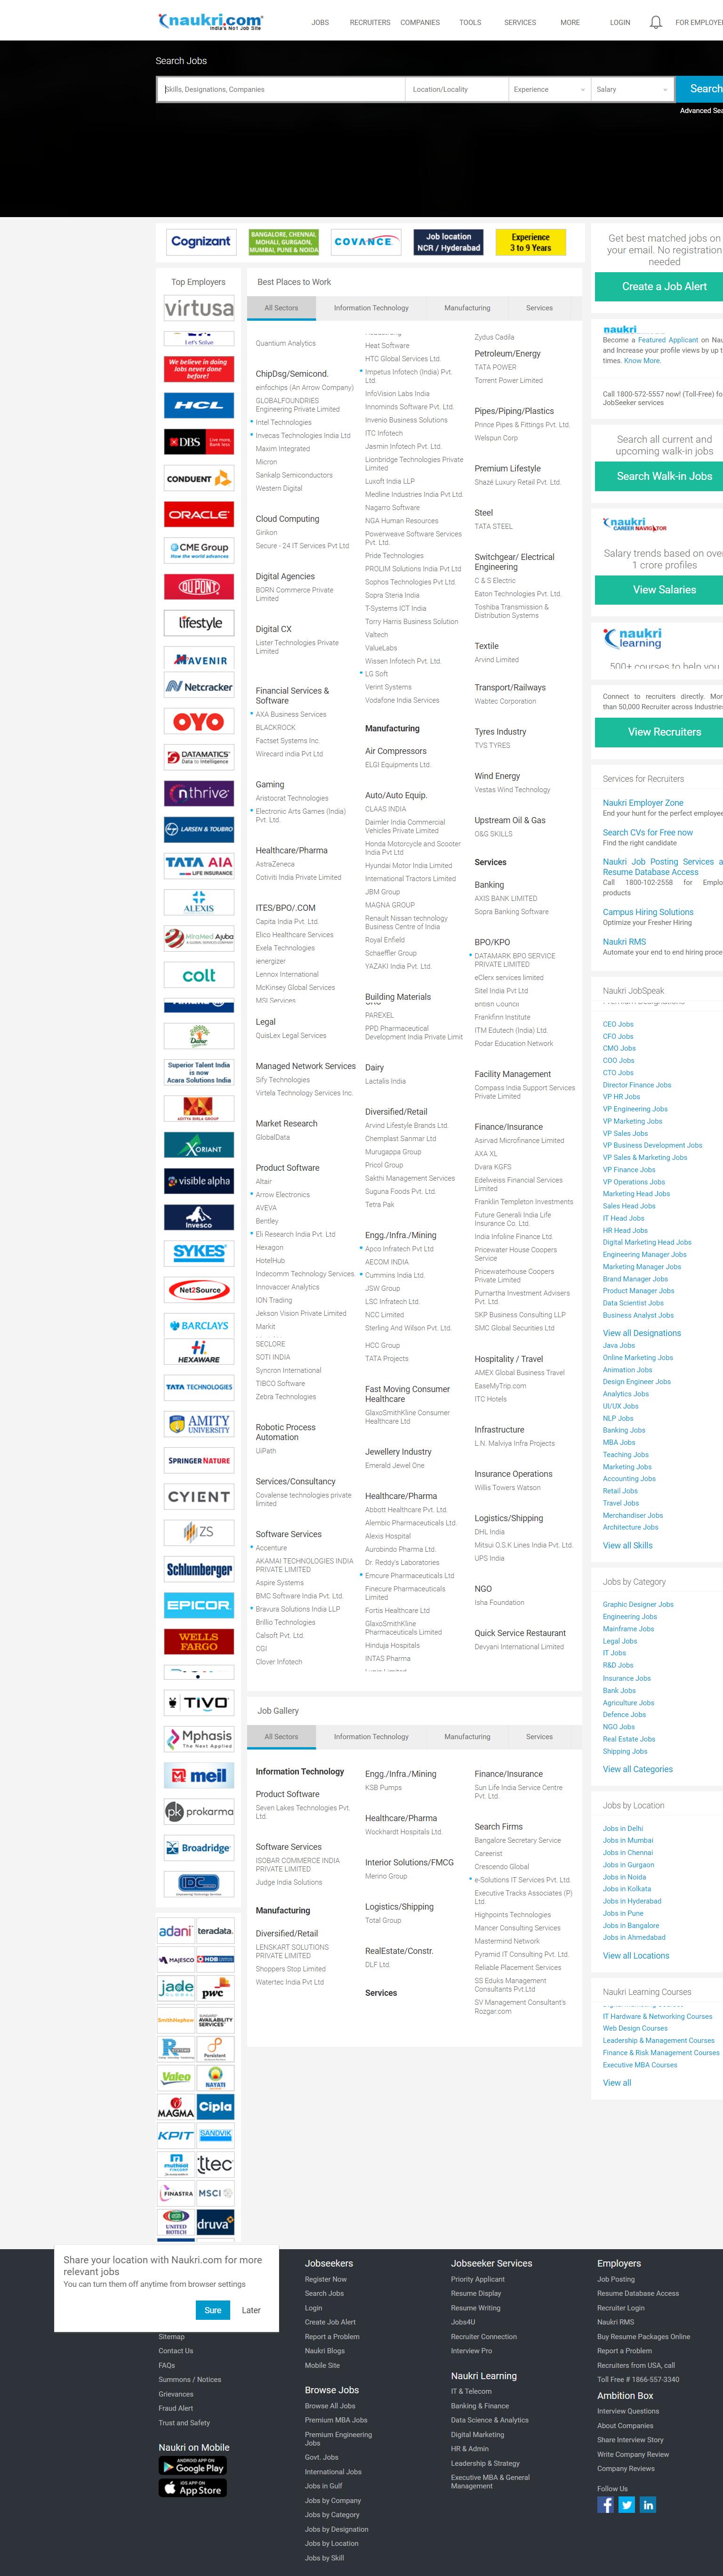 naukri.com
India's No1 Job Site
JOBS
RECRUITERS
COMPANIES
TOOLS
SERVICES
MORE
LOGIN
FOR EMPLOYE
Search Jobs
Skills, Designations, Companies
Location/Locality
Experience
Salary
Search
Advanced Sea
Cognizant
BANGALORE, CHENNAI, MOHALI, GURGAON, MUMBAI, PUNE & NOIDA
COVANCE
Job location
NCR / Hyderabad
Experience
3 to 9 Years
Top Employers
virtusa
Let's Solve
We believe in doing
Jobs never done
before!
HCL
DBS
Live more, Bank less
CONDUENT
ORACLE
CME Group
How the world advances
DU PONT
lifestyle
MAVENIR
Netcracker
OYO
DATAMATICS
Data to Intelligence
nthrive
LARSEN & TOUBRO
TATA AIA
LIFE INSURANCE
ALEXIS
MiraMed Ajuba
colt
Dabur
Superior Talent India
is now
Acara Solutions India
ADITYA BIRLA GROUP
XORIANT
visible alpha
Invesco
SYKES
Net2Source
BARCLAYS
HEXAWARE
TATA TECHNOLOGIES
AMITY
UNIVERSITY
SPRINGER NATURE
CYIENT
ZS
Schlumberger
EPICOR
WELLS
FARGO
TIVO
Mphasis
The Next Applied
meil
pk prokarma
Broadridge
IDC
adani
teradata.
MAJESCO
HDB
jade
GLOBAL
pwc
SmithNephew
AVAILABILITY
SERVICES
Persistent
Valeo
RAYATI
MAGMA
Cipla
KPIT
SANDVIK
muthoot
ttec
FINASTRA
MSCI
UNITED
BIOTECH
druva
Best Places to Work
All Sectors
Information Technology
Manufacturing
Services
Quantium Analytics
ChipDsg/Semicond.
einfochips (An Arrow Company)
GLOBALFOUNDRIES
Engineering Private Limited
Intel Technologies
Invecas Technologies India Ltd
Maxim Integrated
Micron
Sankalp Semiconductors
Western Digital
Cloud Computing
Girikon
Secure - 24 IT Services Pvt Ltd
Digital Agencies
BORN Commerce Private
Limited
Digital CX
Lister Technologies Private
Limited
Financial Services &
Software
AXA Business Services
BLACKROCK
Factset Systems Inc.
Wirecard india Pvt Ltd
Gaming
Aristocrat Technologies
Electronic Arts Games (India)
Pvt. Ltd.
Healthcare/Pharma
AstraZeneca
Cotiviti India Private Limited
ITES/BPO/.COM
Capita India Pvt. Ltd.
Elico Healthcare Services
Exela Technologies
ienergizer
Lennox International
McKinsey Global Services
MSI Services
Legal
QuisLex Legal Services
Managed Network Services
Sify Technologies
Virtela Technology Services Inc.
Market Research
GlobalData
Product Software
Altair
Arrow Electronics
AVEVA
Bentley
Eli Research India Pvt. Ltd
Hexagon
HotelHub
Indecomm Technology Services.
Innovaccer Analytics
ION Trading
Jekson Vision Private Limited
Markit
SECLORE
SOTI INDIA
Syncron International
TIBCO Software
Zebra Technologies
Robotic Process
Automation
UiPath
Services/Consultancy
Covalense technologies private
limited
Software Services
Accenture
AKAMAI TECHNOLOGIES INDIA
PRIVATE LIMITED
Aspire Systems
BMC Software India Pvt. Ltd.
Bravura Solutions India LLP
Brillio Technologies
Calsoft Pvt. Ltd.
CGI
Clover Infotech
Heat Software
HTC Global Services Ltd.
Impetus Infotech (India) Pvt.
Ltd.
InfoVision Labs India
Innominds Software Pvt. Ltd.
Invenio Business Solutions
ITC Infotech
Jasmin Infotech Pvt. Ltd.
Lionbridge Technologies Private
Limited
Luxoft India LLP
Medline Industries India Pvt Ltd.
Nagarro Software
NGA Human Resources
Powerweave Software Services
Pvt. Ltd.
Pride Technologies
PROLIM Solutions India Pvt Ltd
Sophos Technologies Pvt Ltd.
Sopra Steria India
T-Systems ICT India
Torry Harris Business Solution
Valtech
ValueLabs
Wissen Infotech Pvt. Ltd.
LG Soft
Verint Systems
Vodafone India Services
Manufacturing
Air Compressors
ELGI Equipments Ltd.
Auto/Auto Equip.
CLAAS INDIA
Daimler India Commercial
Vehicles Private Limited
Honda Motorcycle and Scooter
India Pvt Ltd
Hyundai Motor India Limited
International Tractors Limited
JBM Group
MAGNA GROUP
Renault Nissan technology
Business Centre of India
Royal Enfield
Schaeffler Group
YAZAKI India Pvt. Ltd.
Building Materials
PAREXEL
PPD Pharmaceutical
Development India Private Limit
Dairy
Lactalis India
Diversified/Retail
Arvind Lifestyle Brands Ltd.
Chemplast Sanmar Ltd
Murugappa Group
Pricol Group
Sakthi Management Services
Suguna Foods Pvt. Ltd.
Tetra Pak
Engg./Infra./Mining
Apco Infratech Pvt Ltd
AECOM INDIA
Cummins India Ltd.
JSW Group
LSC Infratech Ltd.
NCC Limited
Sterling And Wilson Pvt. Ltd.
HCC Group
TATA Projects
Fast Moving Consumer
Healthcare
GlaxoSmithKline Consumer
Healthcare Ltd
Jewellery Industry
Emerald Jewel One
Healthcare/Pharma
Abbott Healthcare Pvt. Ltd.
Alembic Pharmaceuticals Ltd.
Alexis Hospital
Aurobindo Pharma Ltd.
Dr. Reddy's Laboratories
Emcure Pharmaceuticals Ltd
Finecure Pharmaceuticals
Limited
Fortis Healthcare Ltd
GlaxoSmithKline
Pharmaceuticals Limited
Hinduja Hospitals
INTAS Pharma
Zydus Cadila
Petroleum/Energy
TATA POWER
Torrent Power Limited
Pipes/Piping/Plastics
Prince Pipes & Fittings Pvt. Ltd.
Welspun Corp
Premium Lifestyle
Shazé Luxury Retail Pvt. Ltd.
Steel
TATA STEEL
Switchgear/ Electrical
Engineering
C & S Electric
Eaton Technologies Pvt. Ltd.
Toshiba Transmission &
Distribution Systems
Textile
Arvind Limited
Transport/Railways
Wabtec Corporation
Tyres Industry
TVS TYRES
Wind Energy
Vestas Wind Technology
Upstream Oil & Gas
O&G SKILLS
Services
Banking
AXIS BANK LIMITED
Sopra Banking Software
BPO/KPO
DATAMARK BPO SERVICE
PRIVATE LIMITED
eClerx services limited
Sitel India Pvt Ltd
British Council
Frankfinn Institute
ITM Edutech (India) Ltd.
Podar Education Network
Facility Management
Compass India Support Services
Private Limited
Finance/Insurance
Asirvad Microfinance Limited
AXA XL
Dvara KGFS
Edelweiss Financial Services
Limited
Franklin Templeton Investments
Future Generali India Life
Insurance Co. Ltd.
India Infoline Finance Ltd.
Pricewater House Coopers
Service
Pricewaterhouse Coopers
Private Limited
Purnartha Investment Advisers
Pvt. Ltd.
SKP Business Consulting LLP
SMC Global Securities Ltd
Hospitality / Travel
AMEX Global Business Travel
EaseMyTrip.com
ITC Hotels
Infrastructure
L.N. Malviya Infra Projects
Insurance Operations
Willis Towers Watson
Logistics/Shipping
DHL India
Mitsui O.S.K Lines India Pvt. Ltd.
UPS India
NGO
Isha Foundation
Quick Service Restaurant
Devyani International Limited
Job Gallery
All Sectors
Information Technology
Manufacturing
Services
Information Technology
Product Software
Seven Lakes Technologies Pvt.
Ltd.
Software Services
ISOBAR COMMERCE INDIA
PRIVATE LIMITED
Judge India Solutions
Manufacturing
Diversified/Retail
LENSKART SOLUTIONS
PRIVATE LIMITED
Shoppers Stop Limited
Watertec India Pvt Ltd
Engg./Infra./Mining
KSB Pumps
Healthcare/Pharma
Wockhardt Hospitals Ltd.
Interior Solutions/FMCG
Merino Group
Logistics/Shipping
Total Group
RealEstate/Constr.
DLF Ltd.
Services
Finance/Insurance
Sun Life India Service Centre
Pvt. Ltd.
Search Firms
Bangalore Secretary Service
Careerist
Crescendo Global
e-Solutions IT Services Pvt. Ltd.
Executive Tracks Associates (P)
Ltd.
Highpoints Technologies
Mancer Consulting Services
Mastermind Network
Pyramid IT Consulting Pvt. Ltd.
Reliable Placement Services
SS Eduks Management
Consultants Pvt.Ltd
SV Management Consultant's
Rozgar.com
Get best matched jobs on
your email. No registration
needed
Create a Job Alert
naukri
Become a Featured Applicant on Nau
and Increase your profile views by up t
times. Know More.
Call 1800-572-5557 now! (Toll-Free) fo
JobSeeker services
Search all current and
upcoming walk-in jobs
Search Walk-in Jobs
naukri
CAREER NAVIGATOR
Salary trends based on over
1 crore profiles
View Salaries
naukri
learning
500+ courses to help you
Connect to recruiters directly. Mor
than 50,000 Recruiter across Industrie
View Recruiters
Services for Recruiters
Naukri Employer Zone
End your hunt for the perfect employee
Search CVs for Free now
Find the right candidate
Naukri Job Posting Services a
Resume Database Access
Call 1800-102-2558 for Emplo
products
Campus Hiring Solutions
Optimize your Fresher Hiring
Naukri RMS
Automate your end to end hiring proce
Naukri JobSpeak
CEO Jobs
CFO Jobs
CMO Jobs
COO Jobs
CTO Jobs
Director Finance Jobs
VP HR Jobs
VP Engineering Jobs
VP Marketing Jobs
VP Sales Jobs
VP Business Development Jobs
VP Sales & Marketing Jobs
VP Finance Jobs
VP Operations Jobs
Marketing Head Jobs
Sales Head Jobs
IT Head Jobs
HR Head Jobs
Digital Marketing Head Jobs
Engineering Manager Jobs
Marketing Manager Jobs
Brand Manager Jobs
Product Manager Jobs
Data Scientist Jobs
Business Analyst Jobs
View all Designations
Java Jobs
Online Marketing Jobs
Animation Jobs
Design Engineer Jobs
Analytics Jobs
UI/UX Jobs
NLP Jobs
Banking Jobs
MBA Jobs
Teaching Jobs
Marketing Jobs
Accounting Jobs
Retail Jobs
Travel Jobs
Merchandiser Jobs
Architecture Jobs
View all Skills
Jobs by Category
Graphic Designer Jobs
Engineering Jobs
Mainframe Jobs
Legal Jobs
IT Jobs
R&D Jobs
Insurance Jobs
Bank Jobs
Agriculture Jobs
Defence Jobs
NGO Jobs
Real Estate Jobs
Shipping Jobs
View all Categories
Jobs by Location
Jobs in Delhi
Jobs in Mumbai
Jobs in Chennai
Jobs in Gurgaon
Jobs in Noida
Jobs in Kolkata
Jobs in Hyderabad
Jobs in Pune
Jobs in Bangalore
Jobs in Ahmedabad
View all Locations
Naukri Learning Courses
IT Hardware & Networking Courses
Web Design Courses
Leadership & Management Courses
Finance & Risk Management Courses
Executive MBA Courses
View all
Share your location with Naukri.com for more
relevant jobs
You can turn them off anytime from browser settings
Sure
Later
Sitemap
Contact Us
FAQs
Summons / Notices
Grievances
Fraud Alert
Trust and Safety
Naukri on Mobile
ANDROID APP ON
Google Play
IOS APP ON
App Store
Jobseekers
Register Now
Search Jobs
Login
Create Job Alert
Report a Problem
Naukri Blogs
Mobile Site
Browse Jobs
Browse All Jobs
Premium MBA Jobs
Premium Engineering
Jobs
Govt. Jobs
International Jobs
Jobs in Gulf
Jobs by Company
Jobs by Category
Jobs by Designation
Jobs by Location
Jobs by Skill
Jobseeker Services
Priority Applicant
Resume Display
Resume Writing
Jobs4U
Recruiter Connection
Interview Pro
Naukri Learning
IT & Telecom
Banking & Finance
Data Science & Analytics
Digital Marketing
HR & Admin
Leadership & Strategy
Executive MBA & General
Management
Employers
Job Posting
Resume Database Access
Recruiter Login
Naukri RMS
Buy Resume Packages Online
Report a Problem
Recruiters from USA, call
Toll Free # 1866-557-3340
Ambition Box
Interview Questions
About Companies
Share Interview Story
Write Company Review
Company Reviews
Follow Us